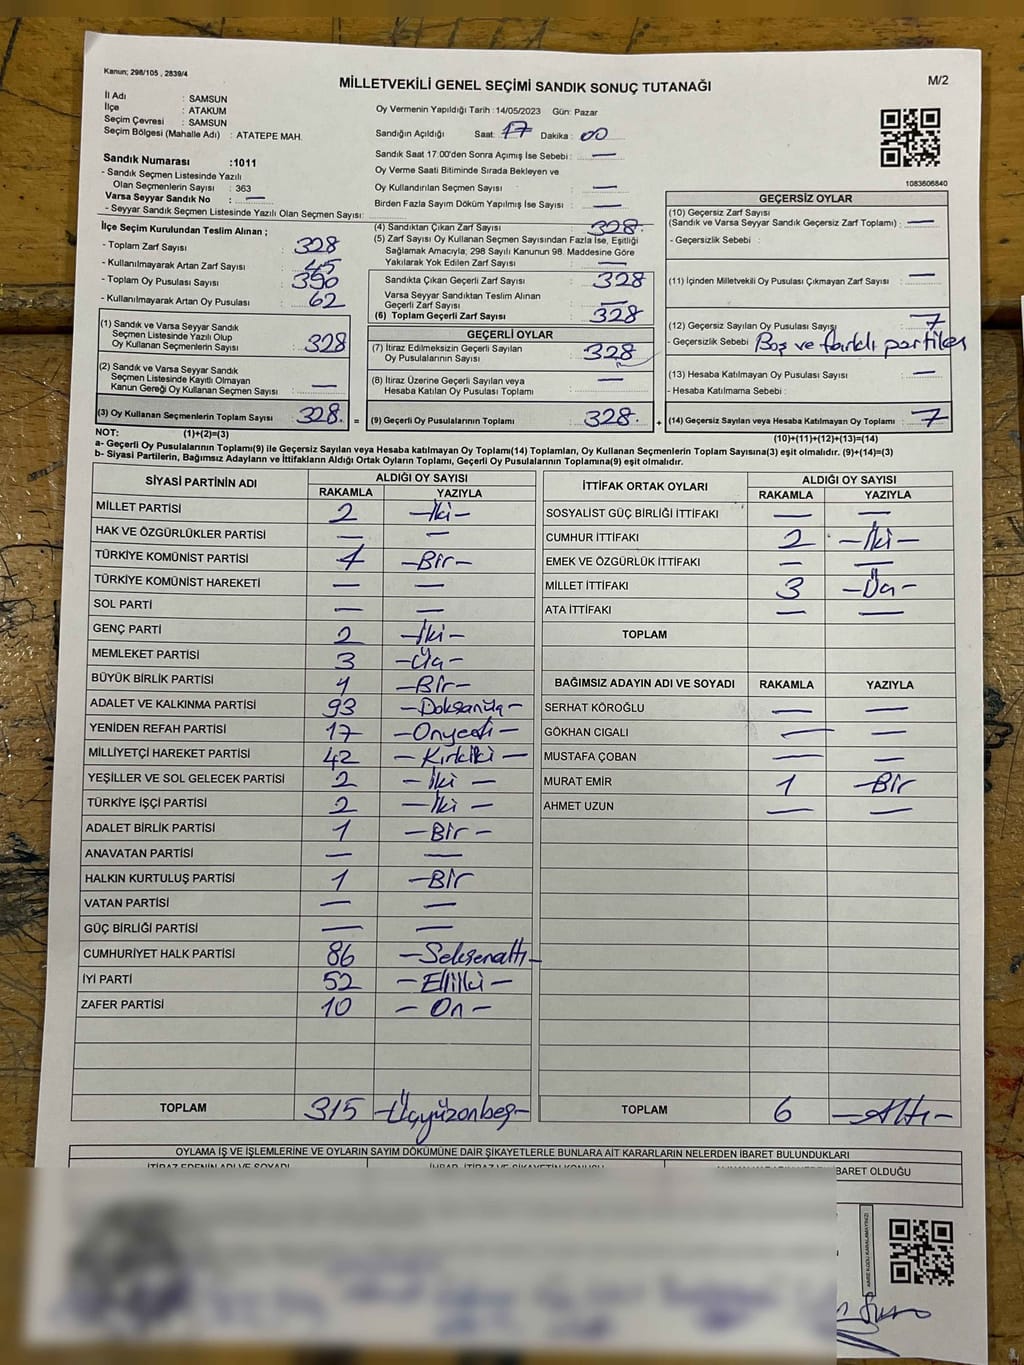 Kanun; 298/105 , 2839/4
MİLLETVEKİLİ GENEL SEÇİMİ SANDIK SONUÇ TUTANAĞI
M/2
İl Adı : SAMSUN
İlçe : ATAKUM
Seçim Çevresi : SAMSUN
Seçim Bölgesi (Mahalle Adı) : ATATEPE MAH.
Oy Vermenin Yapıldığı Tarih : 14/05/2023 Gün: Pazar
Sandığın Açıldığı Saat: 17 Dakika : 00
Sandık Saat 17.00'den Sonra Açımış İse Sebebi : —
Oy Verme Saati Bitiminde Sırada Bekleyen ve
Oy Kullandırılan Seçmen Sayısı : —
Birden Fazla Sayım Döküm Yapılmış İse Sayısı : —
Sandık Numarası :1011
- Sandık Seçmen Listesinde Yazılı
Olan Seçmenlerin Sayısı : 363
Varsa Seyyar Sandık No : —
- Seyyar Sandık Seçmen Listesinde Yazılı Olan Seçmen Sayısı:
1083606840
İlçe Seçim Kurulundan Teslim Alınan ;
- Toplam Zarf Sayısı : 328
- Kullanılmayarak Artan Zarf Sayısı : 45
- Toplam Oy Pusulası Sayısı : 390
- Kullanılmayarak Artan Oy Pusulası : 62
(1) Sandık ve Varsa Seyyar Sandık
Seçmen Listesinde Yazılı Olup
Oy Kullanan Seçmenlerin Sayısı : 328
(2) Sandık ve Varsa Seyyar Sandık
Seçmen Listesinde Kayıtlı Olmayan
Kanun Gereği Oy Kullanan Seçmen Sayısı : —
(3) Oy Kullanan Seçmenlerin Toplam Sayısı : 328.
(4) Sandıktan Çıkan Zarf Sayısı : 328.
(5) Zarf Sayısı Oy Kullanan Seçmen Sayısından Fazla İse, Eşitliği
Sağlamak Amacıyla; 298 Sayılı Kanunun 98. Maddesine Göre
Yakılarak Yok Edilen Zarf Sayısı : —
Sandıkta Çıkan Geçerli Zarf Sayısı : 328
Varsa Seyyar Sandıktan Teslim Alınan
Geçerli Zarf Sayısı : —
(6) Toplam Geçerli Zarf Sayısı : 328
GEÇERLİ OYLAR
(7) İtiraz Edilmeksizin Geçerli Sayılan
Oy Pusulalarının Sayısı : 328
(8) İtiraz Üzerine Geçerli Sayılan veya
Hesaba Katılan Oy Pusulası Toplamı : —
= (9) Geçerli Oy Pusulalarının Toplamı : 328.
GEÇERSİZ OYLAR
(10) Geçersiz Zarf Sayısı
(Sandık ve Varsa Seyyar Sandık Geçersiz Zarf Toplamı) : —
- Geçersizlik Sebebi :
(11) İçinden Milletvekili Oy Pusulası Çıkmayan Zarf Sayısı : —
(12) Geçersiz Sayılan Oy Pusulası Sayısı : 7
- Geçersizlik Sebebi : Boş ve farklı partiler
(13) Hesaba Katılmayan Oy Pusulası Sayısı : —
- Hesaba Katılmama Sebebi :
+ (14) Geçersiz Sayılan veya Hesaba Katılmayan Oy Toplamı : 7
(10)+(11)+(12)+(13)=(14)
NOT: (1)+(2)=(3)
a- Geçerli Oy Pusulalarının Toplamı(9) ile Geçersiz Sayılan veya Hesaba katılmayan Oy Toplamı(14) Toplamları, Oy Kullanan Seçmenlerin Toplam Sayısına(3) eşit olmalıdır. (9)+(14)=(3)
b- Siyasi Partilerin, Bağımsız Adayların ve İttifakların Aldığı Ortak Oyların Toplamı, Geçerli Oy Pusulalarının Toplamına(9) eşit olmalıdır.
SİYASİ PARTİNİN ADI ALDIĞI OY SAYISI
RAKAMLA YAZIYLA
MİLLET PARTİSİ 2 —İki—
HAK VE ÖZGÜRLÜKLER PARTİSİ — —
TÜRKİYE KOMÜNİST PARTİSİ 1 —Bir—
TÜRKİYE KOMÜNİST HAREKETİ — —
SOL PARTİ — —
GENÇ PARTİ 2 —İki—
MEMLEKET PARTİSİ 3 —Üç—
BÜYÜK BİRLİK PARTİSİ 1 —Bir—
ADALET VE KALKINMA PARTİSİ 93 —Doksanüç—
YENİDEN REFAH PARTİSİ 17 —Onyedi—
MİLLİYETÇİ HAREKET PARTİSİ 42 —Kırkiki—
YEŞİLLER VE SOL GELECEK PARTİSİ 2 —İki—
TÜRKİYE İŞÇİ PARTİSİ 2 —İki—
ADALET BİRLİK PARTİSİ 1 —Bir—
ANAVATAN PARTİSİ — —
HALKIN KURTULUŞ PARTİSİ 1 —Bir
VATAN PARTİSİ — —
GÜÇ BİRLİĞİ PARTİSİ — —
CUMHURİYET HALK PARTİSİ 86 —Seksenaltı—
İYİ PARTİ 52 —Elliiki—
ZAFER PARTİSİ 10 —On—
TOPLAM 315 —Üçyüzonbeş—
İTTİFAK ORTAK OYLARI ALDIĞI OY SAYISI
RAKAMLA YAZIYLA
SOSYALİST GÜÇ BİRLİĞİ İTTİFAKI — —
CUMHUR İTTİFAKI 2 —İki—
EMEK VE ÖZGÜRLÜK İTTİFAKI — —
MİLLET İTTİFAKI 3 —Üç—
ATA İTTİFAKI — —
TOPLAM
BAĞIMSIZ ADAYIN ADI VE SOYADI RAKAMLA YAZIYLA
SERHAT KÖROĞLU — —
GÖKHAN CIGALI — —
MUSTAFA ÇOBAN — —
MURAT EMİR 1 —Bir
AHMET UZUN — —
TOPLAM 6 —Altı—
OYLAMA İŞ VE İŞLEMLERİNE VE OYLARIN SAYIM DÖKÜMÜNE DAİR ŞİKAYETLERLE BUNLARA AİT KARARLARIN NELERDEN İBARET BULUNDUKLARI
İTİRAZ EDENİN ADI VE SOYADI İHBAR, İTİRAZ VE ŞİKAYETİN KONUSU BARET OLDUĞU